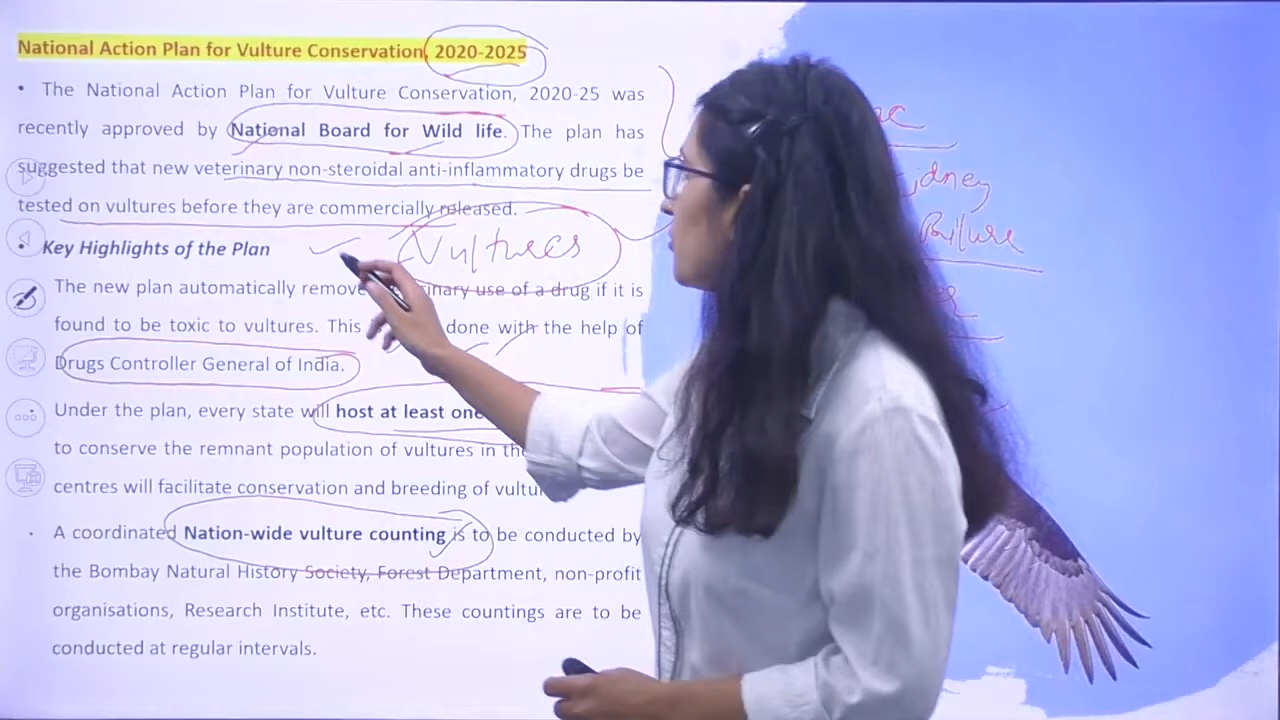 National Action Plan for Vulture Conservation, 2020-2025
• The National Action Plan for Vulture Conservation, 2020-25 was
recently approved by National Board for Wild life. The plan has
suggested that new veterinary non-steroidal anti-inflammatory drugs be
tested on vultures before they are commercially released.
Key Highlights of the Plan
Vultures
The new plan automatically remove use of a drug if it is
found to be toxic to vultures. This done with the help of
Drugs Controller General of India.
Under the plan, every state will host at least one
to conserve the remnant population of vultures in the
centres will facilitate conservation and breeding of
A coordinated Nation-wide vulture counting is to be conducted by
the Bombay Natural History Society, Forest Department, non-profit
organisations, Research Institute, etc. These countings are to be
conducted at regular intervals.